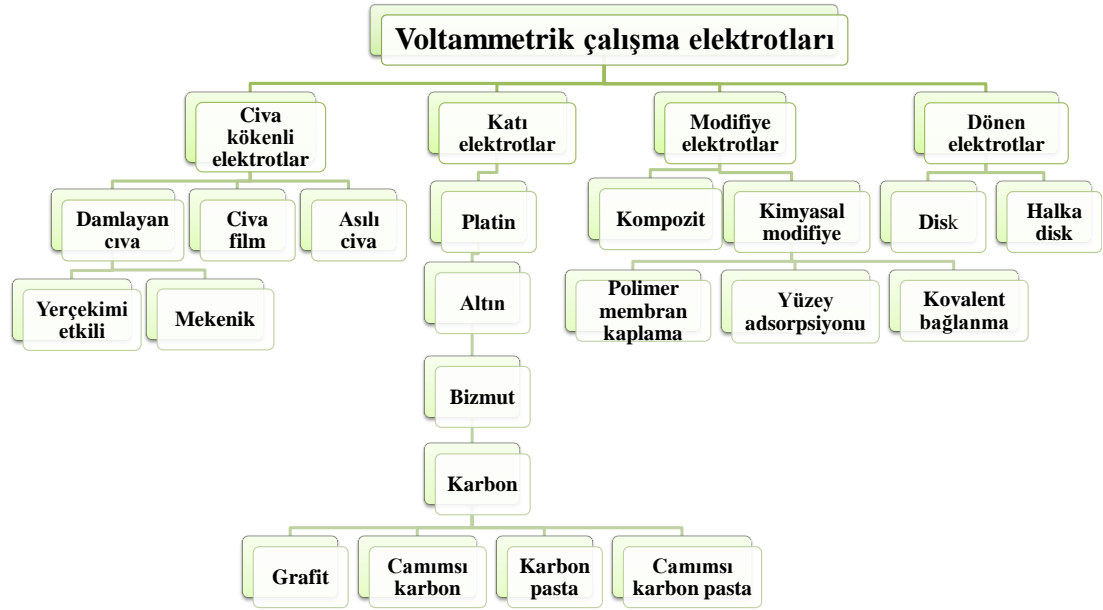 Voltammetrik çalışma elektrotları
Civa
kökenli
elektrotlar
Katı
elektrotlar
Modifiye
elektrotlar
Dönen
elektrotlar
Damlayan
cıva
Civa
film
Asılı
civa
Platin
Kompozit
Kimyasal
modifiye
Disk
Halka
disk
Yerçekimi
etkili
Mekenik
Altın
Polimer
membran
kaplama
Yüzey
adsorpsiyonu
Kovalent
bağlanma
Bizmut
Karbon
Grafit
Camımsı
karbon
Karbon
pasta
Camımsı
karbon pasta